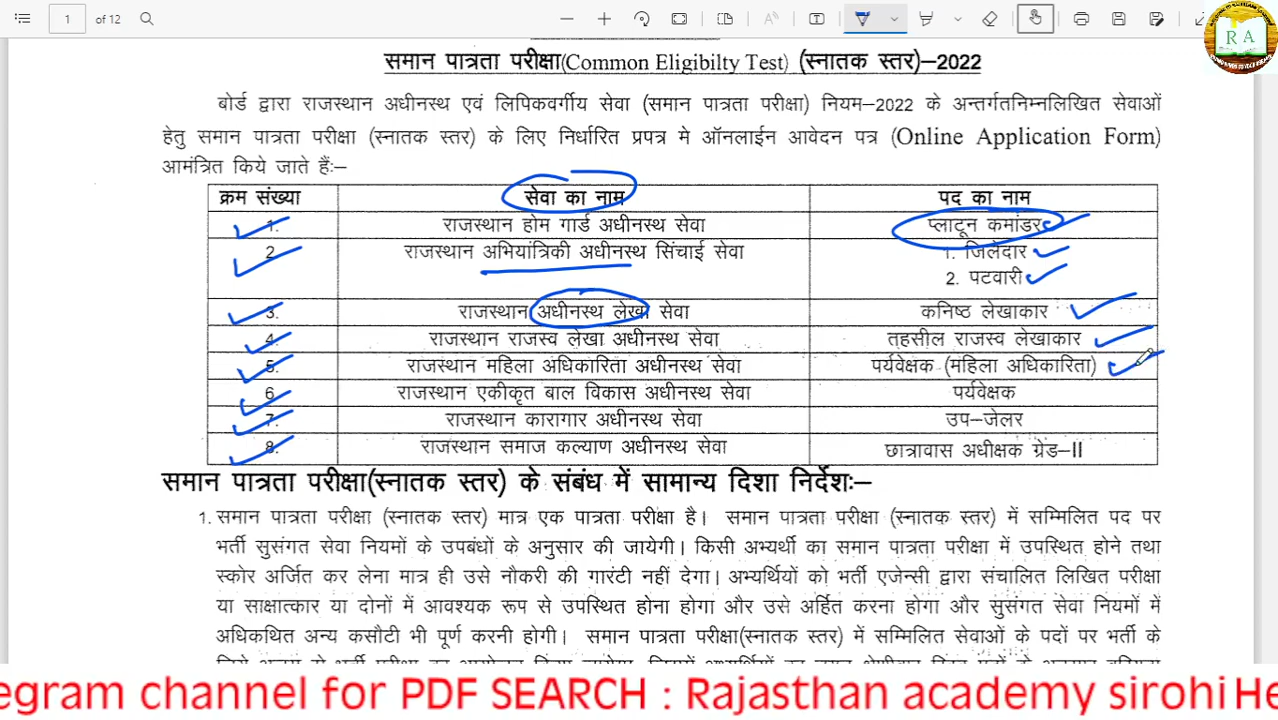 1 of 12
RA
समान पात्रता परीक्षा(Common Eligibilty Test) (स्नातक स्तर)–2022
बोर्ड द्वारा राजस्थान अधीनस्थ एवं लिपिकवर्गीय सेवा (समान पात्रता परीक्षा) नियम–2022 के अन्तर्गतनिम्नलिखित सेवाओं
हेतु समान पात्रता परीक्षा (स्नातक स्तर) के लिए निर्धारित प्रपत्र मे ऑनलाईन आवेदन पत्र (Online Application Form)
आमंत्रित किये जाते हैंः–
क्रम संख्या सेवा का नाम पद का नाम
1. राजस्थान होम गार्ड अधीनस्थ सेवा प्लाटून कमांडर
2 राजस्थान अभियांत्रिकी अधीनस्थ सिंचाई सेवा 1. जिलेदार
2. पटवारी
3. राजस्थान अधीनस्थ लेखा सेवा कनिष्ठ लेखाकार
4. राजस्थान राजस्व लेखा अधीनस्थ सेवा तहसील राजस्व लेखाकार
5. राजस्थान महिला अधिकारिता अधीनस्थ सेवा पर्यवेक्षक (महिला अधिकारिता)
6 राजस्थान एकीकृत बाल विकास अधीनस्थ सेवा पर्यवेक्षक
7. राजस्थान कारागार अधीनस्थ सेवा उप–जेलर
8. राजस्थान समाज कल्याण अधीनस्थ सेवा छात्रावास अधीक्षक ग्रेंड–II
समान पात्रता परीक्षा(स्नातक स्तर) के संबंध में सामान्य दिशा निर्देशः–
1. समान पात्रता परीक्षा (स्नातक स्तर) मात्र एक पात्रता परीक्षा है। समान पात्रता परीक्षा (स्नातक स्तर) में सम्मिलित पद पर
भर्ती सुसंगत सेवा नियमों के उपबंधों के अनुसार की जायेगी। किसी अभ्यर्थी का समान पात्रता परीक्षा में उपस्थित होने तथा
स्कोर अर्जित कर लेना मात्र ही उसे नौकरी की गारंटी नहीं देगा। अभ्यर्थियों को भर्ती एजेन्सी द्वारा संचालित लिखित परीक्षा
या साक्षात्कार या दोनों में आवश्यक रूप से उपस्थित होना होगा और उसे अर्हित करना होगा और सुसंगत सेवा नियमों में
अधिकथित अन्य कसौटी भी पूर्ण करनी होगी। समान पात्रता परीक्षा(स्नातक स्तर) में सम्मिलित सेवाओं के पदों पर भर्ती के
egram channel for PDF SEARCH : Rajasthan academy sirohi He